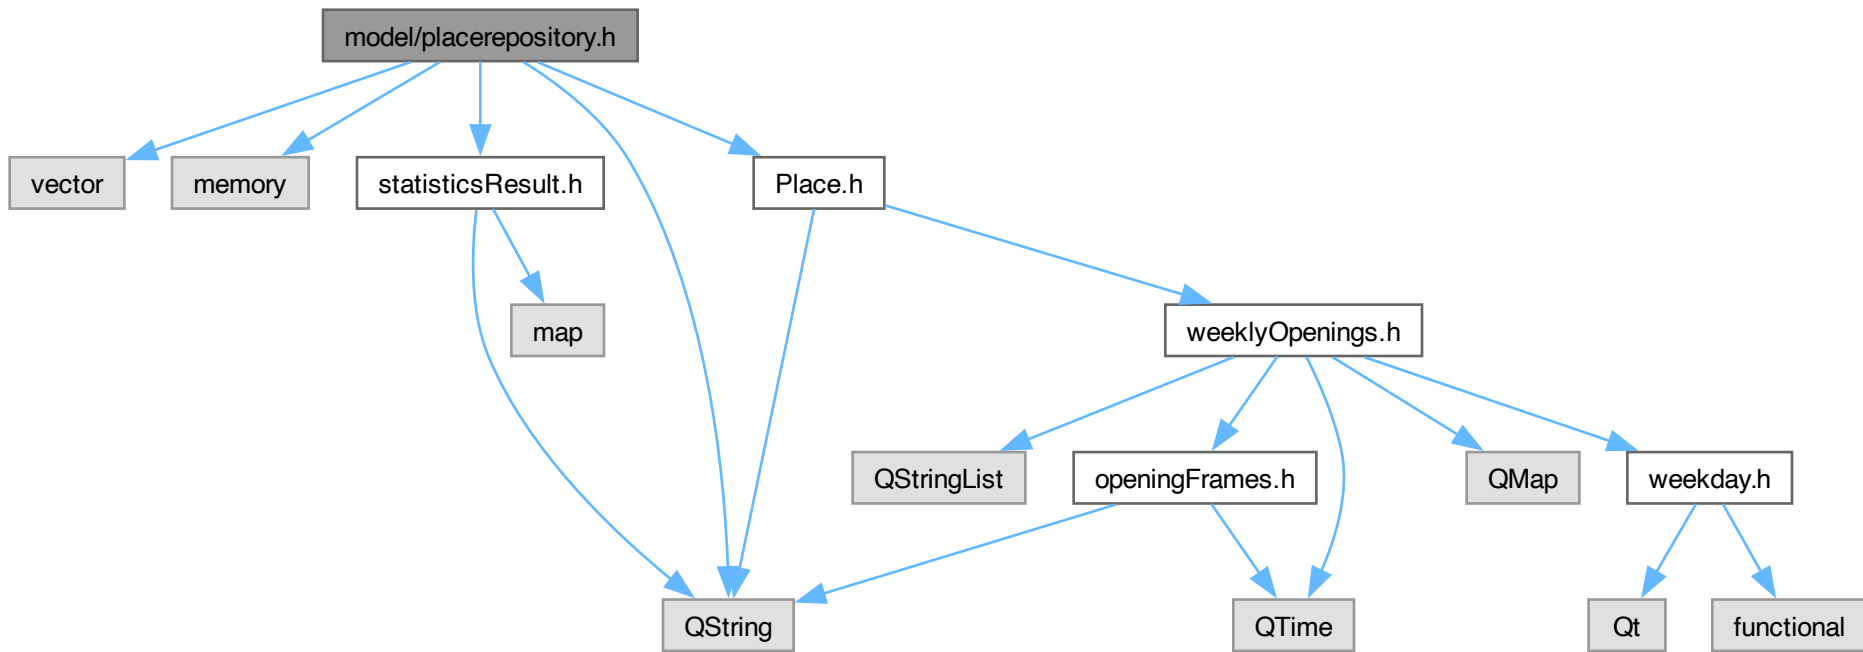 model/placerepository.h
vector
memory
statisticsResult.h
Place.h
map
weeklyOpenings.h
QStringList
openingFrames.h
QMap
weekday.h
QString
QTime
Qt
functional